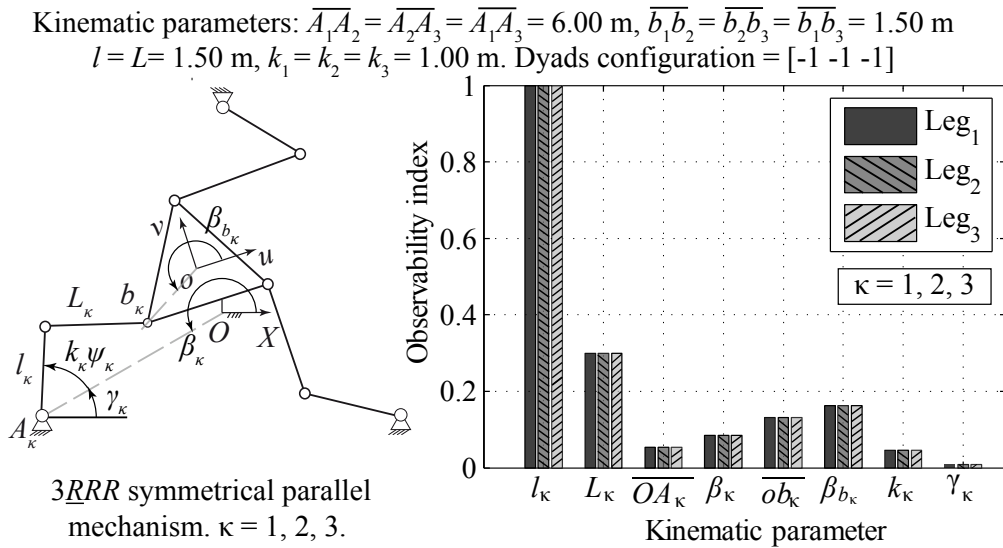 Kinematic parameters: A₁A₂ = A₂A₃ = A₁A₃ = 6.00 m, b₁b₂ = b₂b₃ = b₁b₃ = 1.50 m
l = L= 1.50 m, k₁ = k₂ = k₃ = 1.00 m. Dyads configuration = [-1 -1 -1]
v
β_bκ
u
o
L_κ
b_κ
O
X
β_κ
l_κ
k_κψ_κ
γ_κ
A_κ
3RRR symmetrical parallel
mechanism. κ = 1, 2, 3.
Observability index
1
0.8
0.6
0.4
0.2
0
Leg₁
Leg₂
Leg₃
κ = 1, 2, 3
l_κ L_κ OA_κ β_κ ob_κ β_bκ k_κ γ_κ
Kinematic parameter